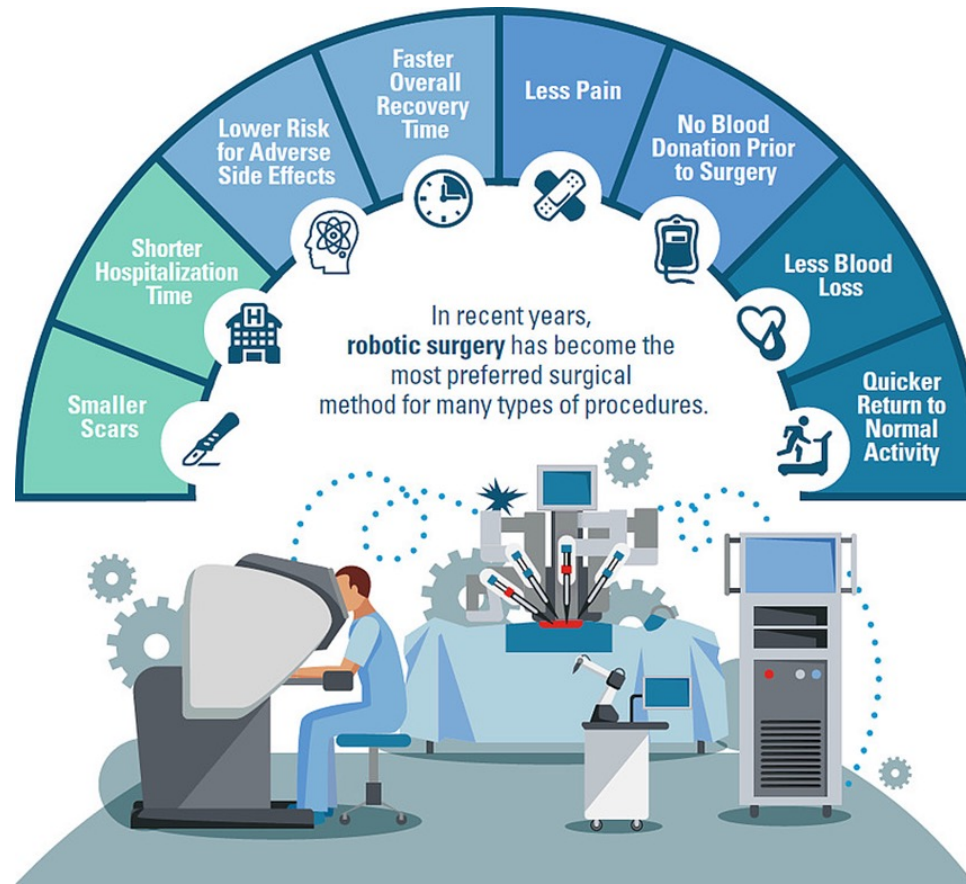 Smaller
Scars
Shorter
Hospitalization
Time
Lower Risk
for Adverse
Side Effects
Faster
Overall
Recovery
Time
Less Pain
No Blood
Donation Prior
to Surgery
Less Blood
Loss
Quicker
Return to
Normal
Activity
H
In recent years,
robotic surgery has become the
most preferred surgical
method for many types of procedures.